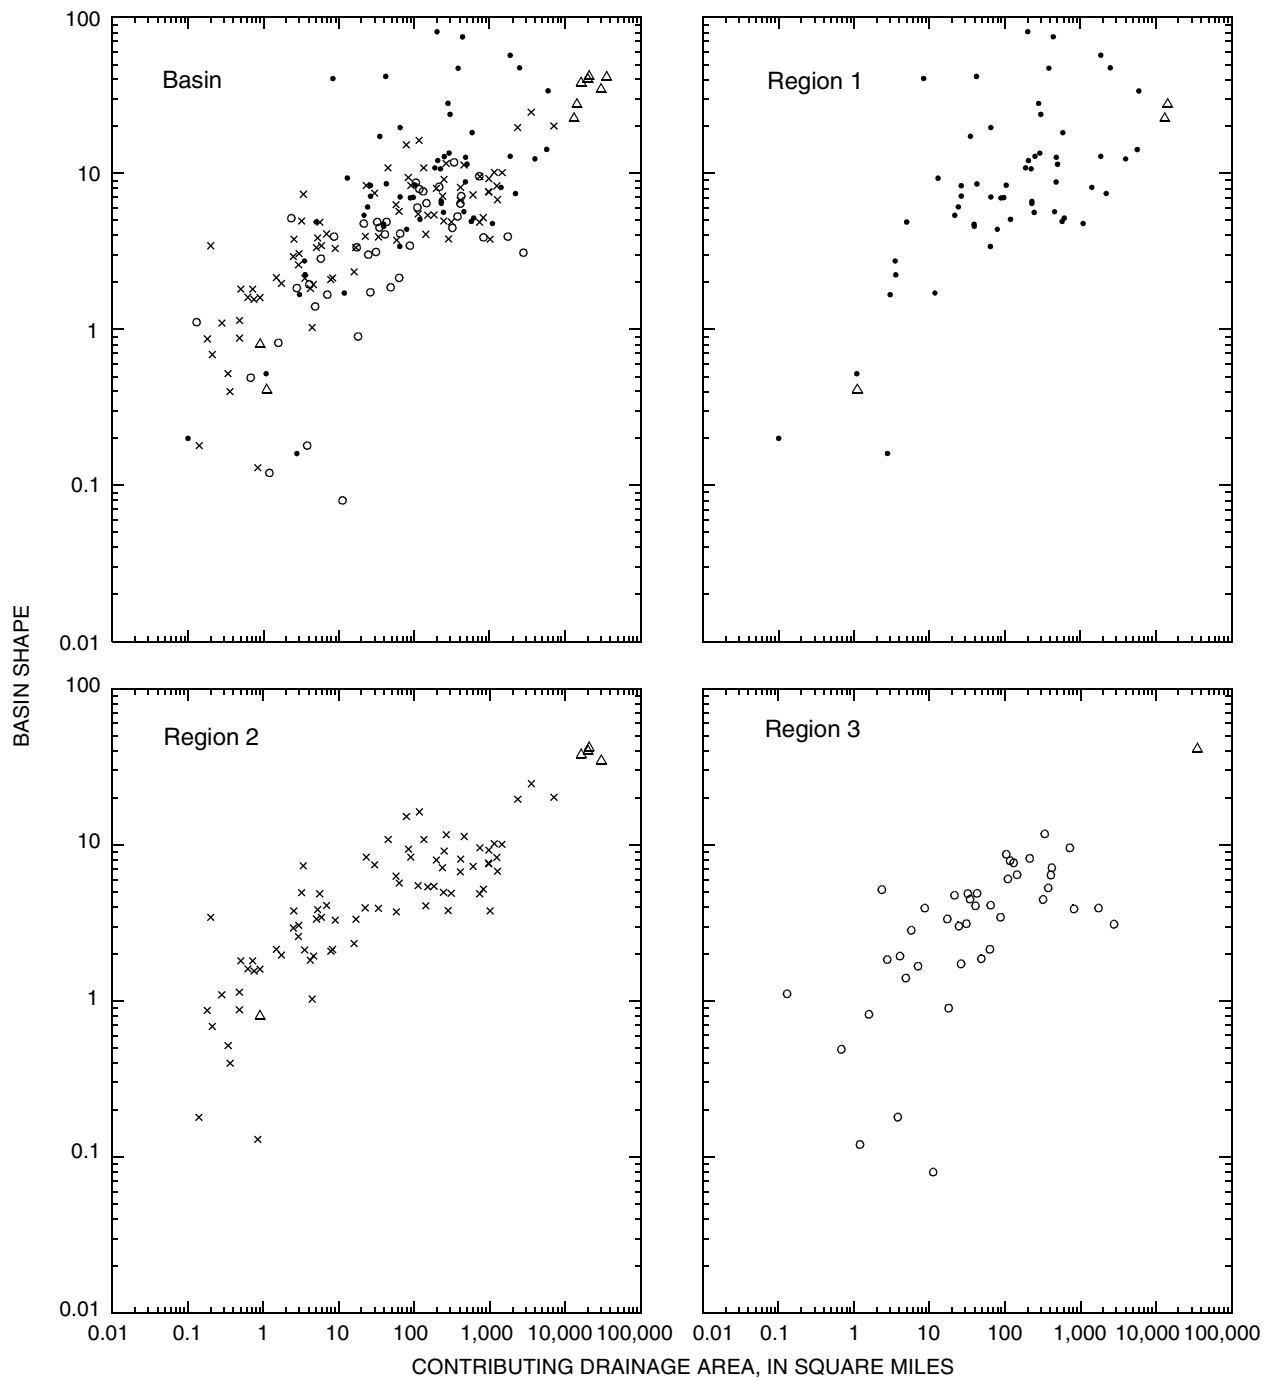 100
10
1
0.1
0.01
Basin
Region 1
BASIN SHAPE
100
10
1
0.1
0.01
Region 2
Region 3
0.01 0.1 1 10 100 1,000 10,000 100,000
0.01 0.1 1 10 100 1,000 10,000 100,000
CONTRIBUTING DRAINAGE AREA, IN SQUARE MILES